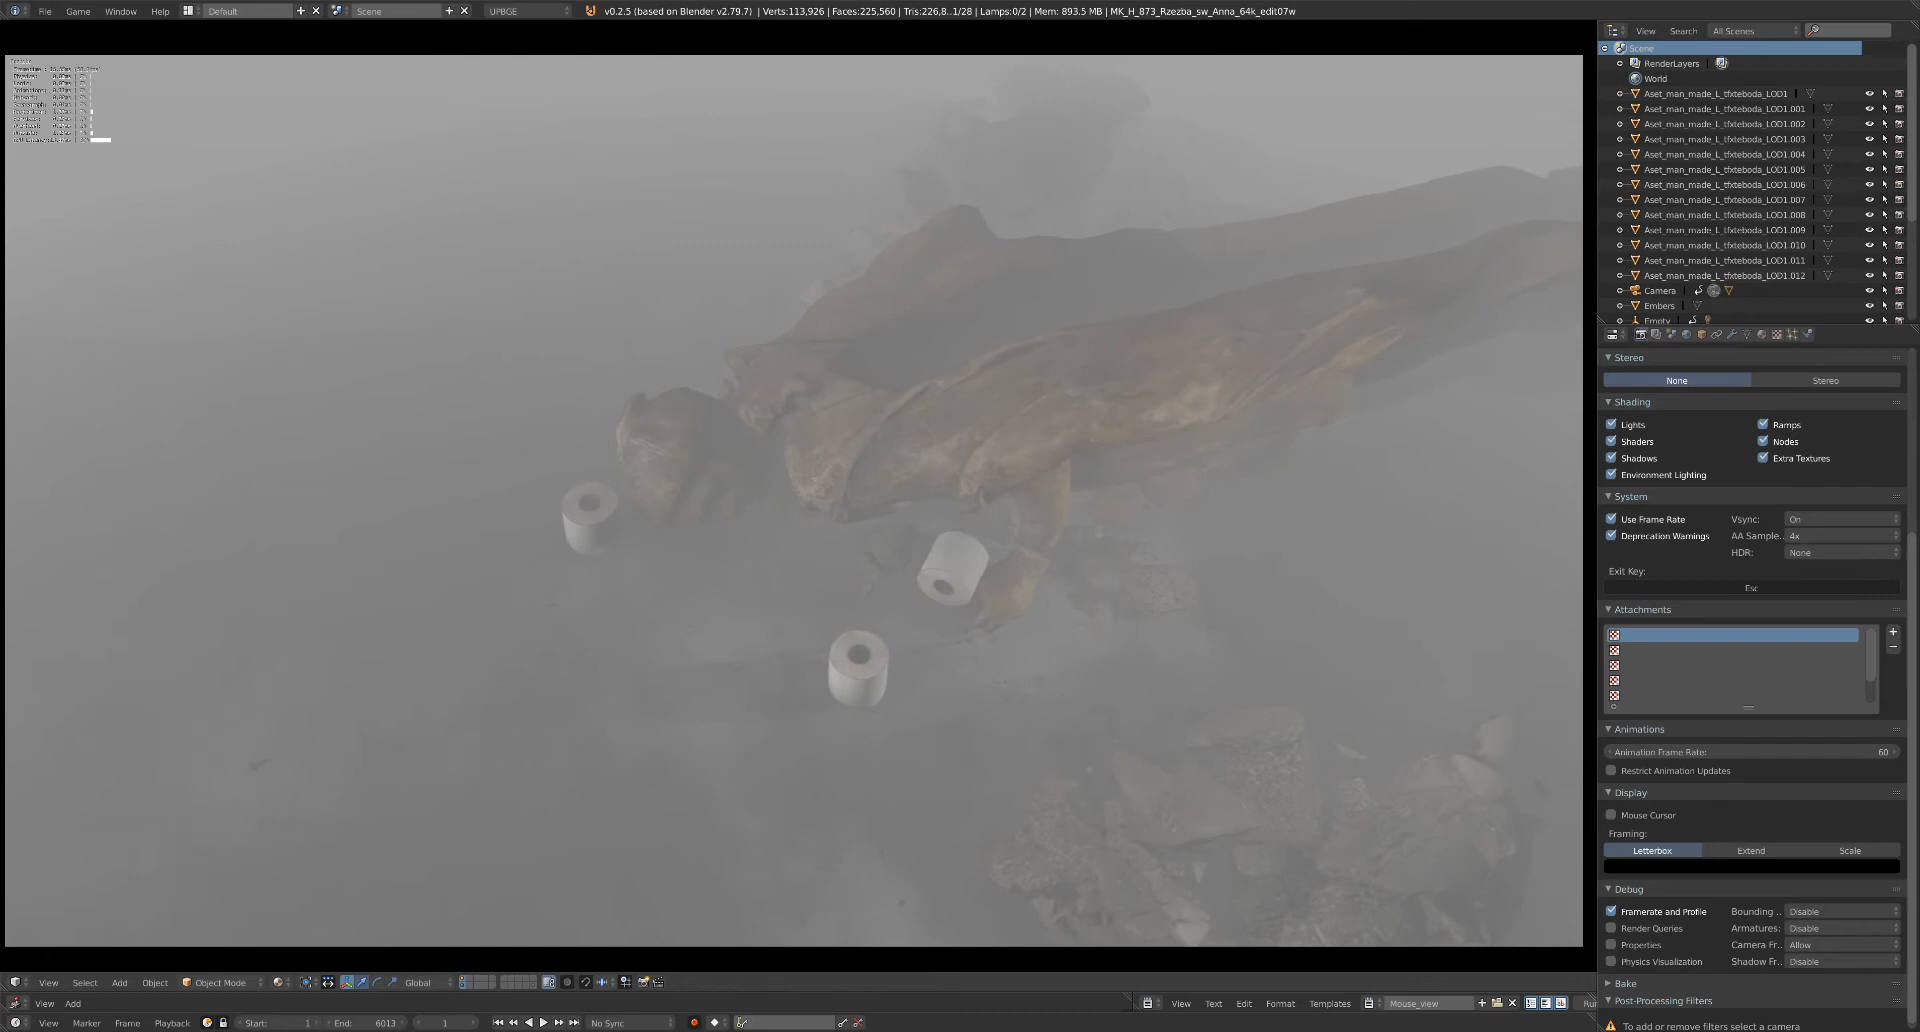 File Game Window Help Default Scene UPBGE v0.2.5 (based on Blender v2.79.7) | Verts:113,926 | Faces:225,560 | Tris:226,8..1/28 | Lamps:0/2 | Mem: 893.5 MB | MK_H_873_Rzezba_sw_Anna_64k_edit07w
View Search All Scenes
Scene
RenderLayers
World
Aset_man_made_L_tfxteboda_LOD1
Aset_man_made_L_tfxteboda_LOD1.001
Aset_man_made_L_tfxteboda_LOD1.002
Aset_man_made_L_tfxteboda_LOD1.003
Aset_man_made_L_tfxteboda_LOD1.004
Aset_man_made_L_tfxteboda_LOD1.005
Aset_man_made_L_tfxteboda_LOD1.006
Aset_man_made_L_tfxteboda_LOD1.007
Aset_man_made_L_tfxteboda_LOD1.008
Aset_man_made_L_tfxteboda_LOD1.009
Aset_man_made_L_tfxteboda_LOD1.010
Aset_man_made_L_tfxteboda_LOD1.011
Aset_man_made_L_tfxteboda_LOD1.012
Camera
Embers
Empty
Stereo
None Stereo
Shading
Lights Ramps
Shaders Nodes
Shadows Extra Textures
Environment Lighting
System
Use Frame Rate Vsync: On
Deprecation Warnings AA Sample.. 4x
HDR: None
Exit Key:
Esc
Attachments
Animations
Animation Frame Rate: 60
Restrict Animation Updates
Display
Mouse Cursor
Framing:
Letterbox Extend Scale
Debug
Framerate and Profile Bounding .. Disable
Render Queries Armatures: Disable
Properties Camera Fr.. Allow
Physics Visualization Shadow Fr.. Disable
Bake
Post-Processing Filters
To add or remove filters select a camera
View Select Add Object Object Mode Global
View Add View Text Edit Format Templates Mouse_view Ru
View Marker Frame Playback Start: 1 End: 6013 1 No Sync